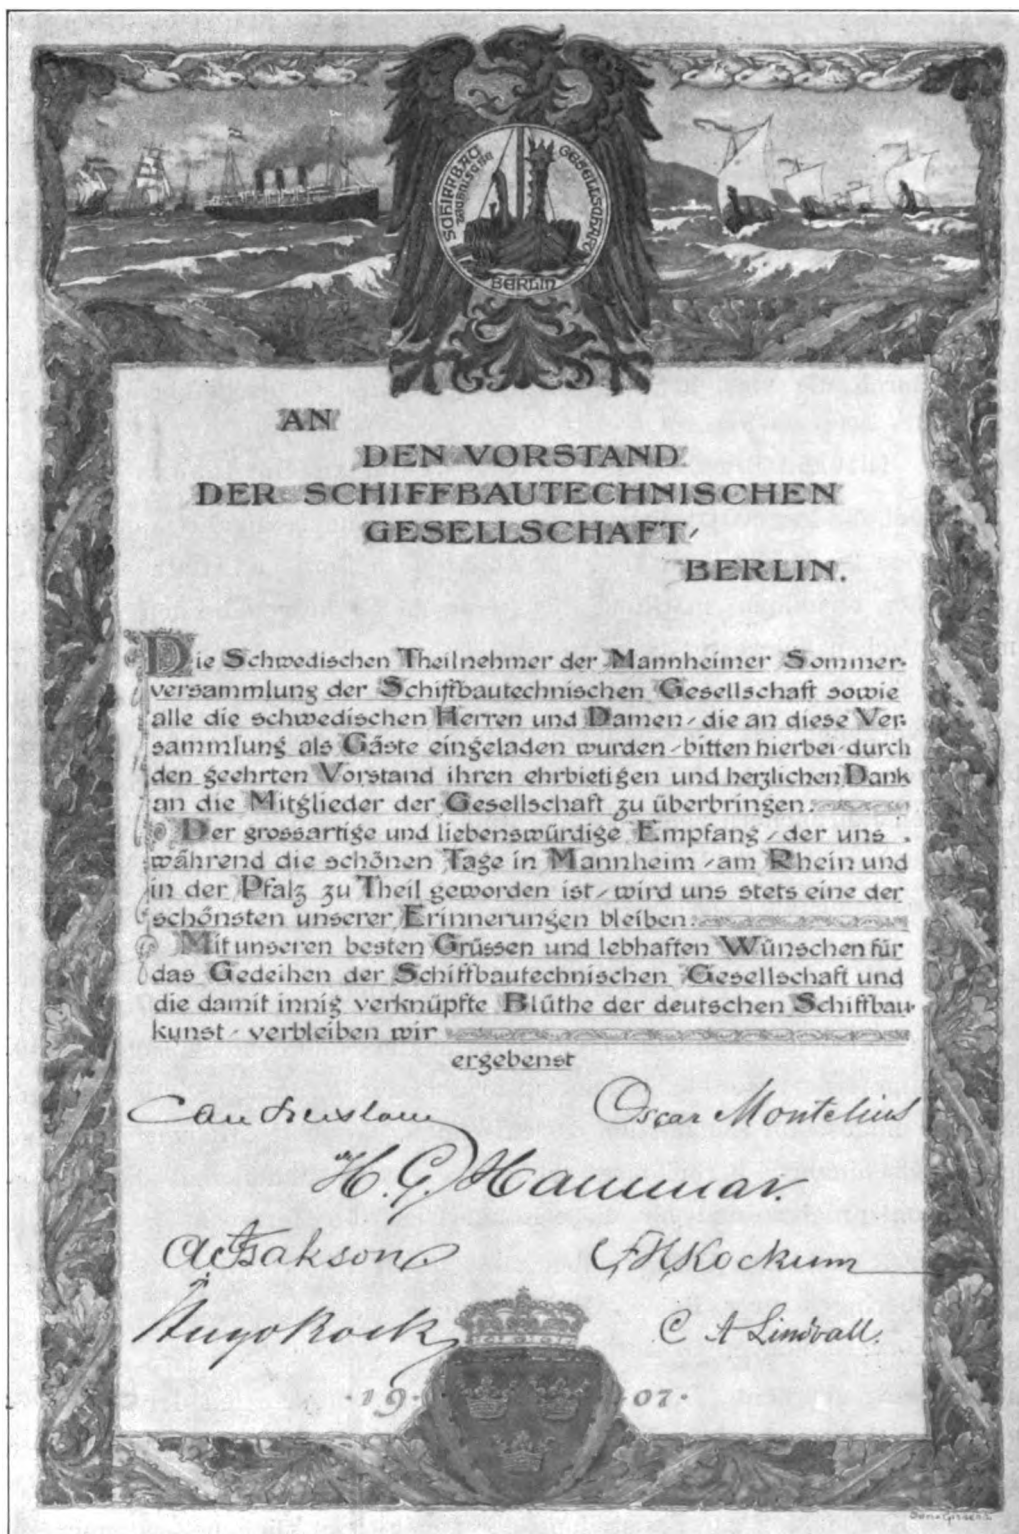 SCHIFFBAU TECHNISCHE GESELLSCHAFT
BERLIN
AN
DEN VORSTAND
DER SCHIFFBAUTECHNISCHEN
GESELLSCHAFT,
BERLIN.
Die Schwedischen Theilnehmer der Mannheimer Sommer-
versammlung der Schiffbautechnischen Gesellschaft sowie
alle die schwedischen Herren und Damen, die an diese Ver-
sammlung als Gäste eingeladen wurden, bitten hierbei durch
den geehrten Vorstand ihren ehrbietigen und herzlichen Dank
an die Mitglieder der Gesellschaft zu überbringen.
Der grossartige und liebenswürdige Empfang, der uns
während die schönen Tage in Mannheim, am Rhein und
in der Pfalz zu Theil geworden ist, wird uns stets eine der
schönsten unserer Erinnerungen bleiben.
Mit unseren besten Grüssen und lebhaften Wünschen für
das Gedeihen der Schiffbautechnischen Gesellschaft und
die damit innig verknüpfte Blüthe der deutschen Schiffbau-
kunst, verbleiben wir
ergebenst
Oscar Montelius
H. G. Hammar.
A. Isakson
F. H. Kockum
Hugo Rock
C A Lindvall.
·19 07·